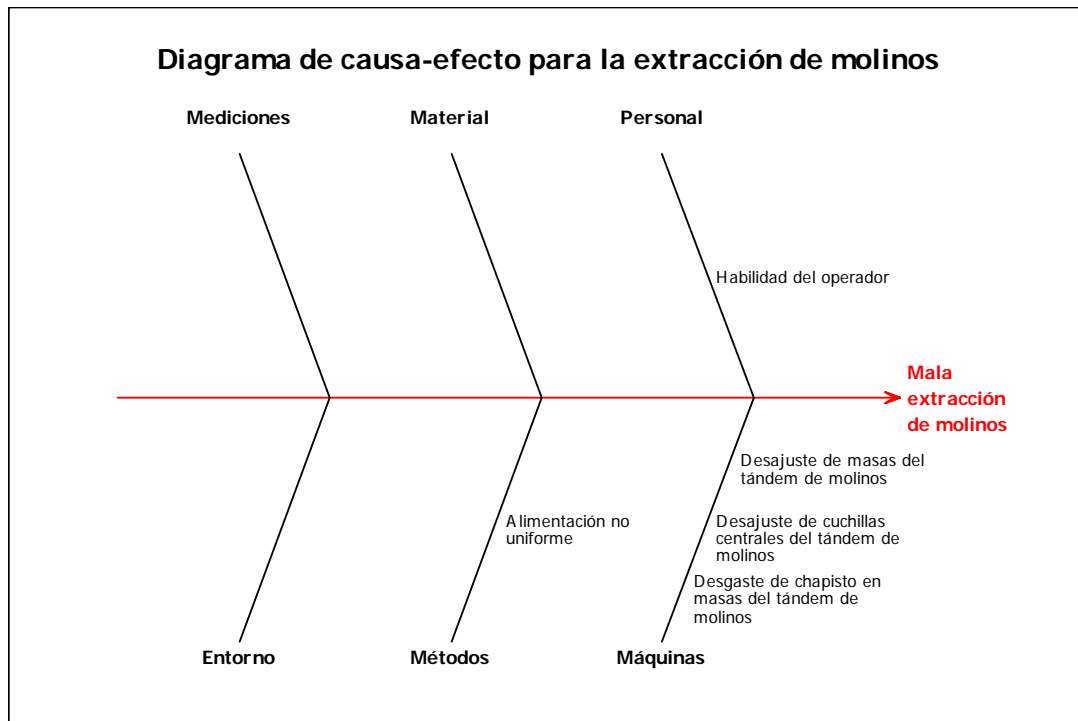 Diagrama de causa-efecto para la extracción de molinos
Mediciones
Material
Personal
Habilidad del operador
Mala
extracción
de molinos
Desajuste de masas del
tándem de molinos
Alimentación no
uniforme
Desajuste de cuchillas
centrales del tándem de
molinos
Desgaste de chapisto en
masas del tándem de
molinos
Entorno
Métodos
Máquinas